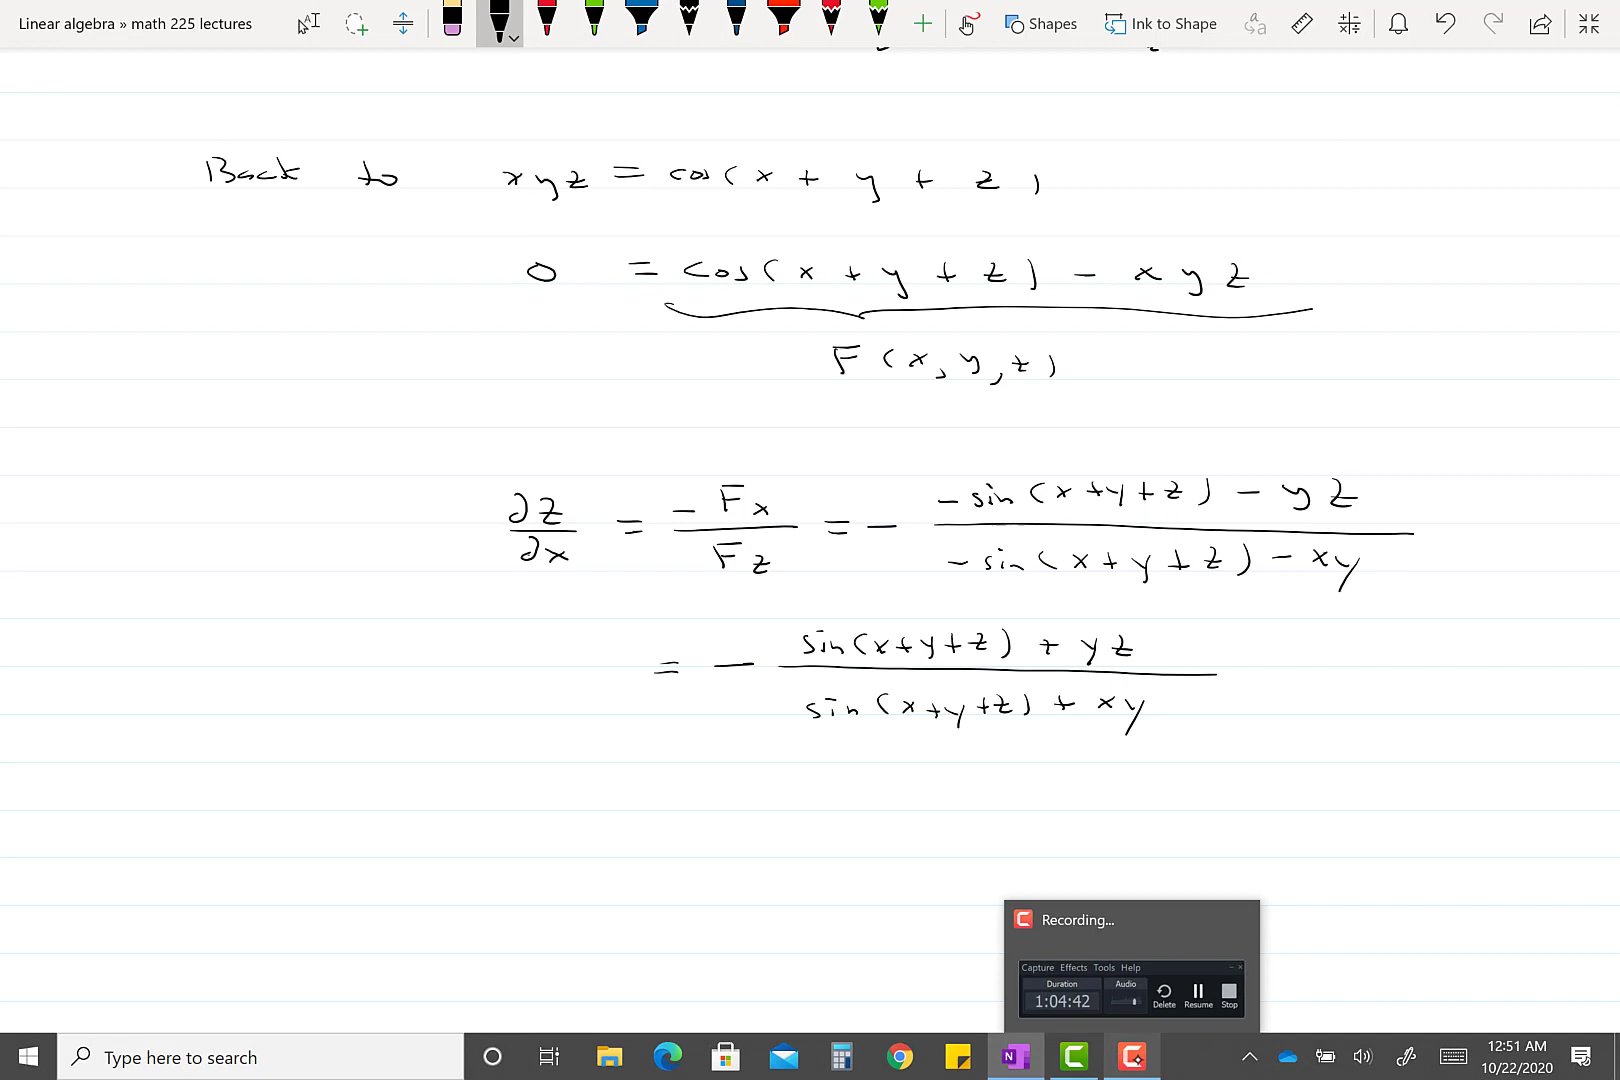 Linear algebra » math 225 lectures
Shapes
Ink to Shape
Back to xyz = cos(x + y + z)
0 = cos(x + y + z) - xyz
F(x, y, z)
∂z/∂x = -Fx/Fz = - (-sin(x+y+z) - yz)/(-sin(x+y+z) - xy)
= - (sin(x+y+z) + yz)/(sin(x+y+z) + xy)
Recording...
Capture Effects Tools Help
Duration Audio
1:04:42 Delete Resume Stop
Type here to search
12:51 AM
10/22/2020